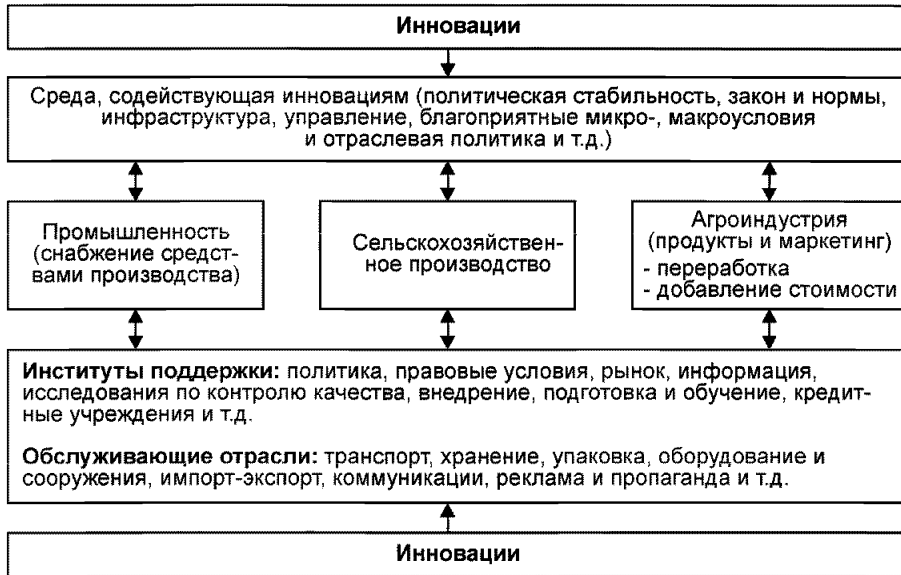 Инновации
Среда, содействующая инновациям (политическая стабильность, закон и нормы,
инфраструктура, управление, благоприятные микро-, макроусловия
и отраслевая политика и т.д.)
Промышленность
(снабжение средст-
вами производства)
Сельскохозяйствен-
ное производство
Агроиндустрия
(продукты и маркетинг)
- переработка
- добавление стоимости
Институты поддержки: политика, правовые условия, рынок, информация,
исследования по контролю качества, внедрение, подготовка и обучение, кредит-
ные учреждения и т.д.
Обслуживающие отрасли: транспорт, хранение, упаковка, оборудование и
сооружения, импорт-экспорт, коммуникации, реклама и пропаганда и т.д.
Инновации